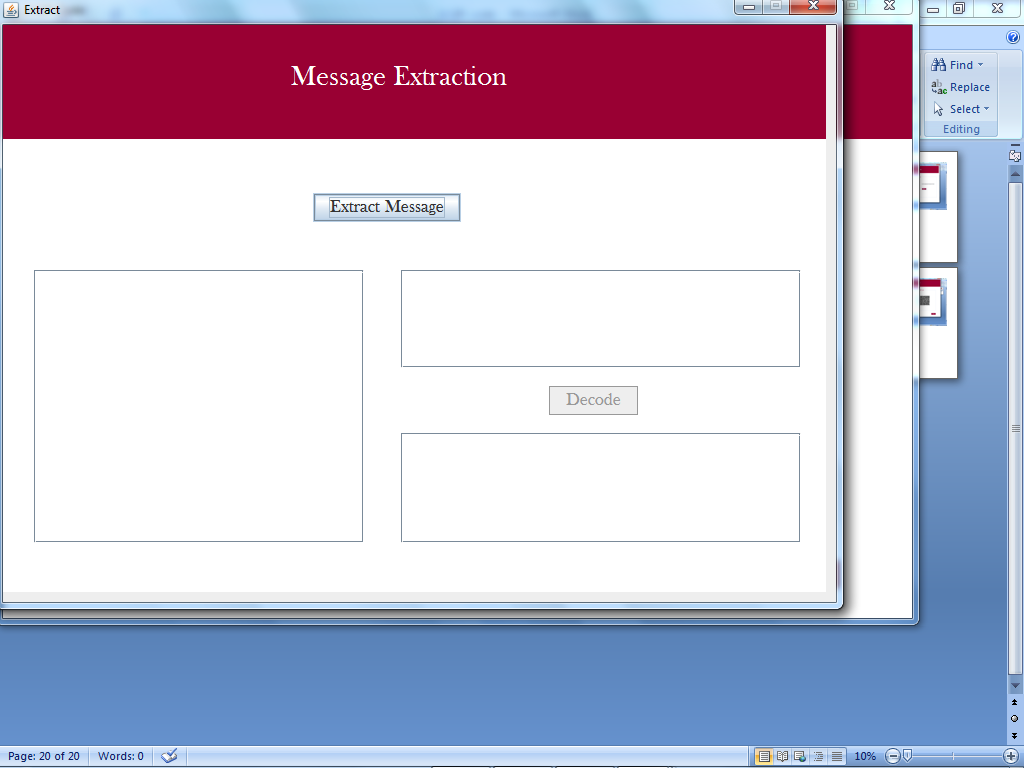 Extract
Message Extraction
Extract Message
Decode
Find
Replace
Select
Editing
Page: 20 of 20
Words: 0
10%